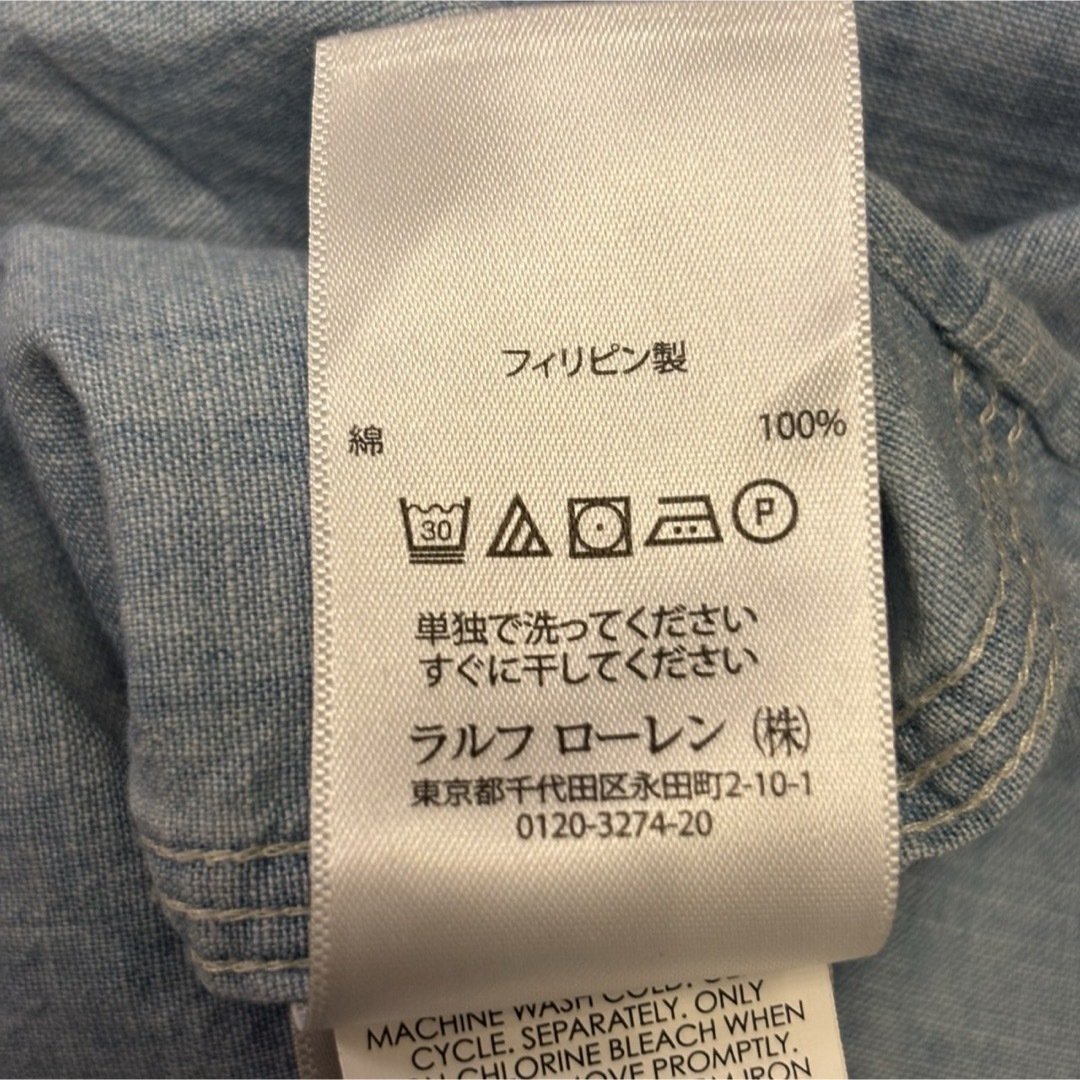 フィリピン製
綿 100%
30 P
単独で洗ってください
すぐに干してください
ラルフ ローレン (株)
東京都千代田区永田町2-10-1
0120-3274-20
MACHINE WASH COLD.
CYCLE. SEPARATELY. ONLY
CHLORINE BLEACH WHEN
PROMPTLY.
IRON